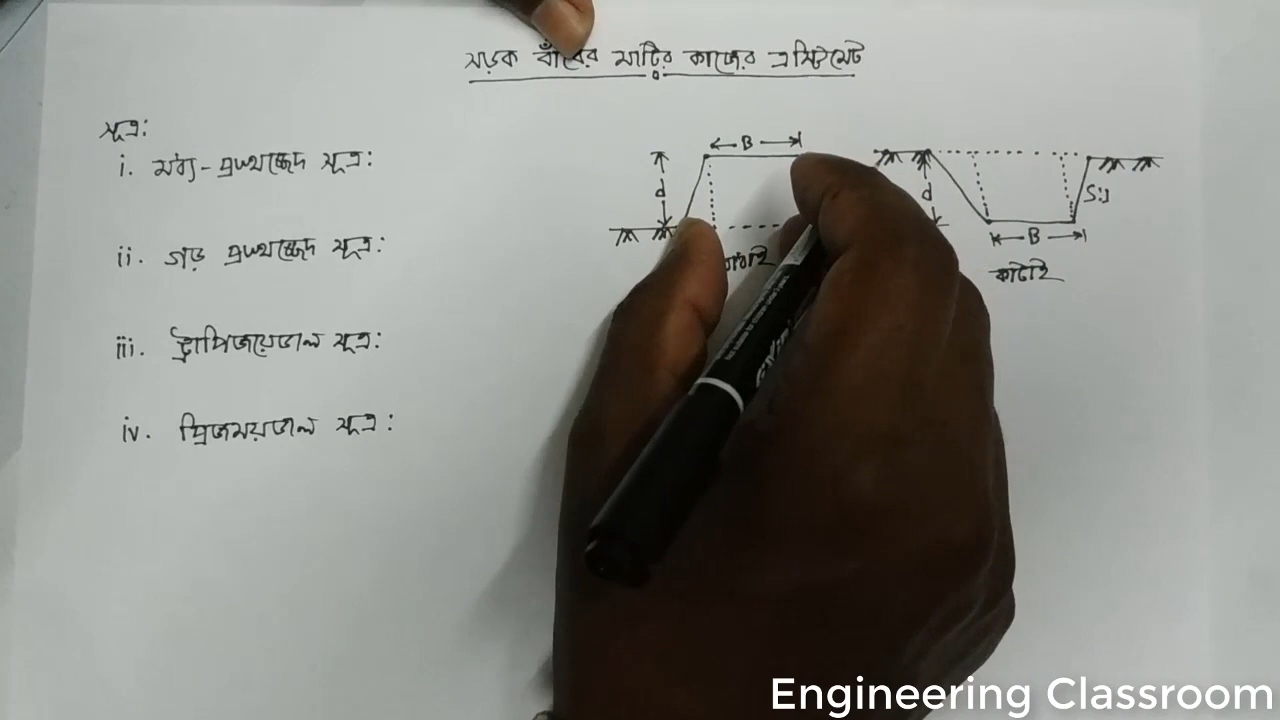 সড়ক বাঁধের মাটির কাজের এস্টিমেট
সূত্র:
i. মধ্য-প্রস্থচ্ছেদ সূত্র:
ii. গড় প্রস্থচ্ছেদ সূত্র:
iii. ট্রাপিজয়েডাল সূত্র:
iv. প্রিজময়ডাল সূত্র:
B
d
d
S:1
B
কাটাই
Engineering Classroom